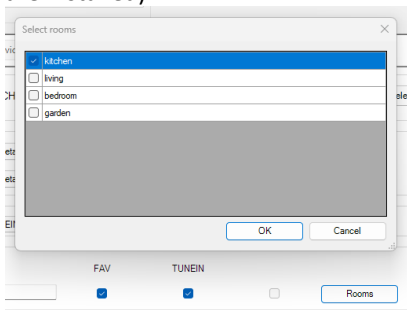 Select rooms
kitchen
living
bedroom
garden
OK
Cancel
FAV
TUNEIN
Rooms